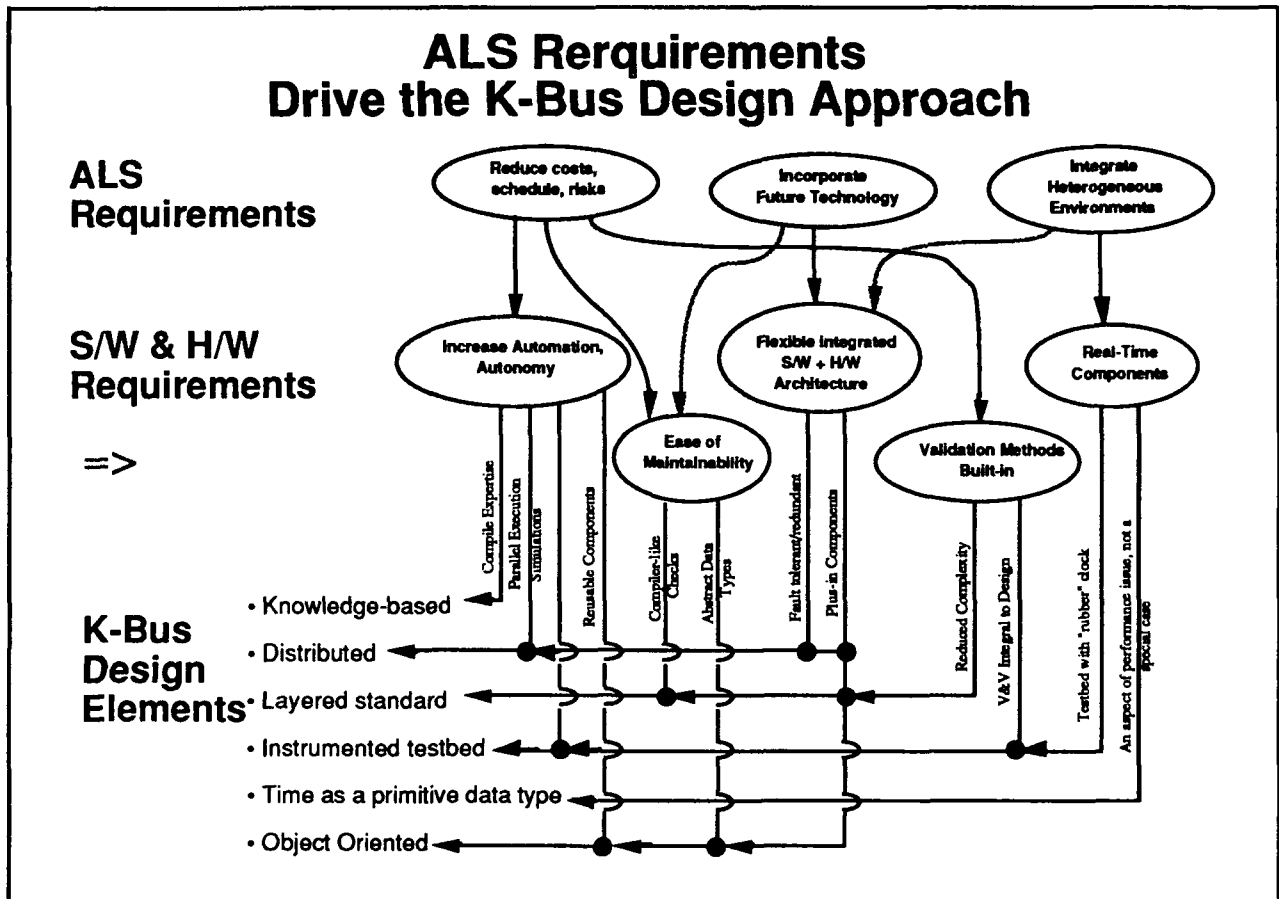 ALS Rerquirements
Drive the K-Bus Design Approach
ALS
Requirements
Reduce costs,
schedule, risks
Incorporate
Future Technology
Integrate
Heterogeneous
Environments
S/W & H/W
Requirements
=>
Increase Automation,
Autonomy
Ease of
Maintainability
Flexible integrated
S/W + H/W
Architecture
Validation Methods
Built-in
Real-Time
Components
Compile Expertise
Parallel Execution
Simulations
Reusable Components
Compiler-like
Checks
Abstract Data
Types
Fault tolerant/redundant
Plus-in Components
Reduced Complexity
V&V Integral to Design
Testbed with "rubber" clock
An aspect of performance issue, not a
special case
K-Bus
Design
Elements
• Knowledge-based
• Distributed
• Layered standard
• Instrumented testbed
• Time as a primitive data type
• Object Oriented